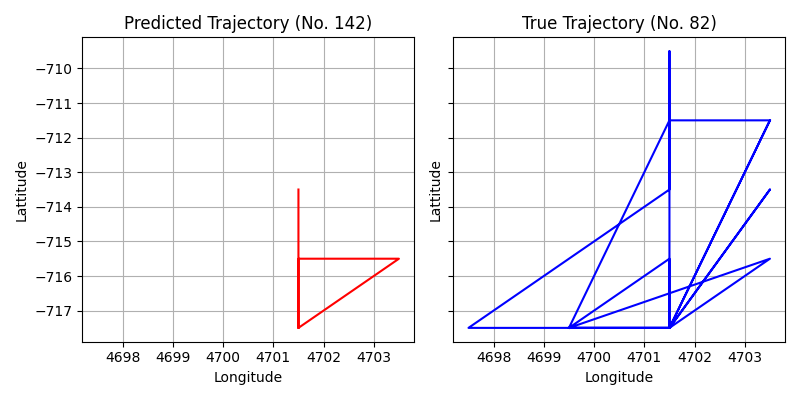 Predicted Trajectory (No. 142)
True Trajectory (No. 82)
Lattitude
−710
−711
−712
−713
−714
−715
−716
−717
4698 4699 4700 4701 4702 4703
Longitude
Lattitude
4698 4699 4700 4701 4702 4703
Longitude